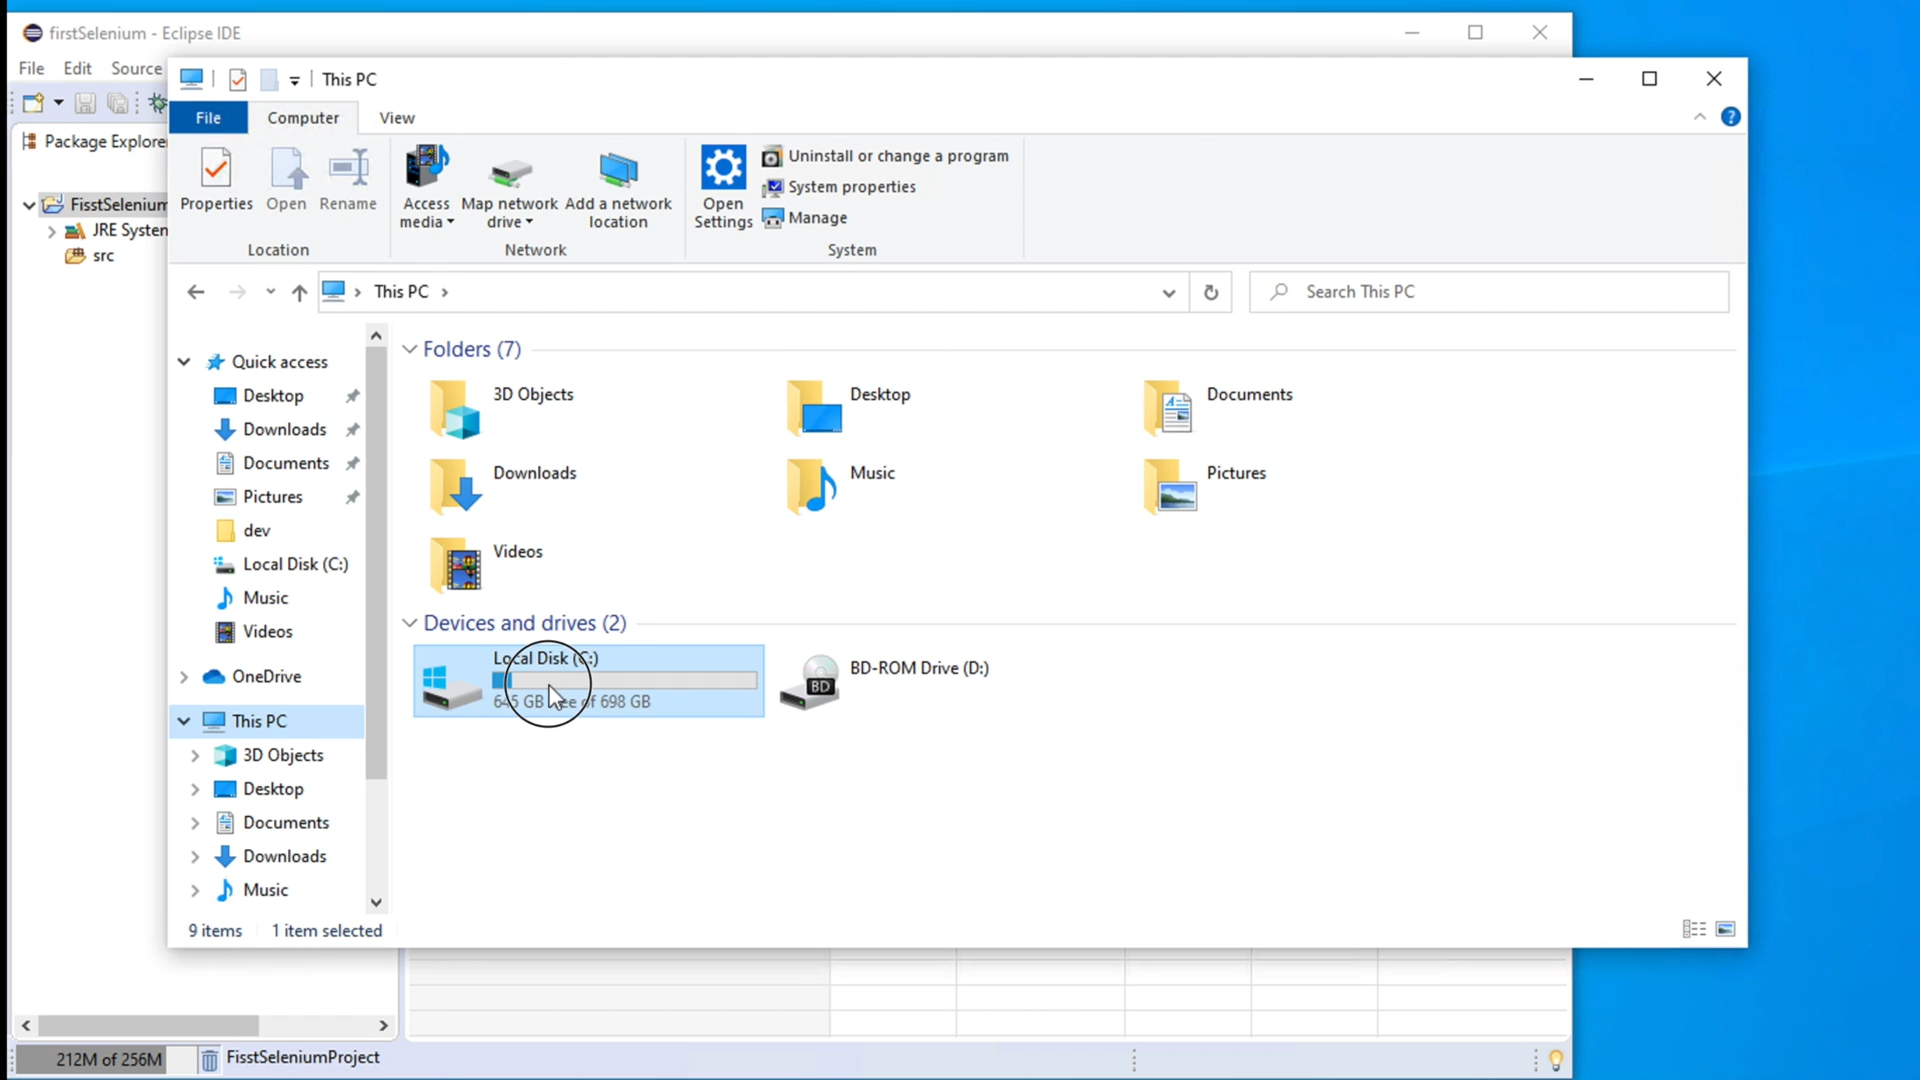 firstSelenium - Eclipse IDE
File Edit Source
Package Explore
FisstSelenium
JRE System
src
This PC
File Computer View
Properties Open Rename
Access media Map network drive Add a network location
Open Settings
Uninstall or change a program
System properties
Manage
Location Network System
This PC
Search This PC
Quick access
Desktop
Downloads
Documents
Pictures
dev
Local Disk (C:)
Music
Videos
OneDrive
This PC
3D Objects
Desktop
Documents
Downloads
Music
Folders (7)
3D Objects Desktop Documents
Downloads Music Pictures
Videos
Devices and drives (2)
Local Disk (C:)
645 GB free of 698 GB
BD-ROM Drive (D:)
BD
9 items 1 item selected
212M of 256M FisstSeleniumProject